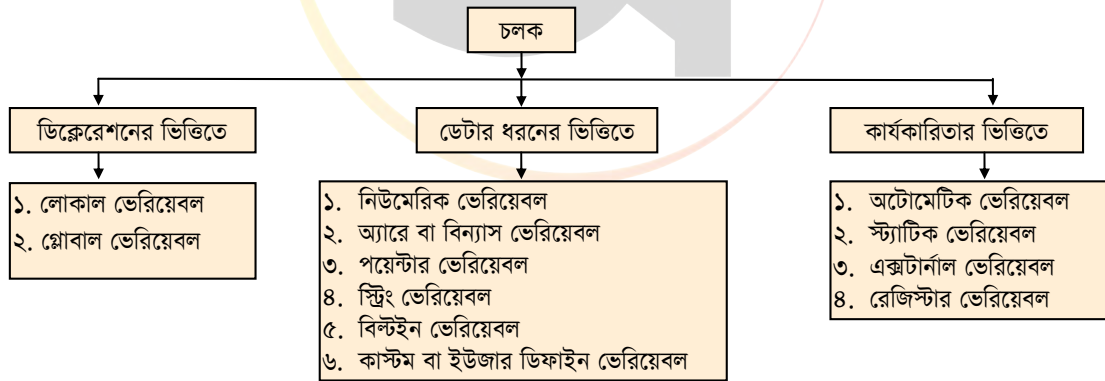 চলক
ডিক্লেরেশনের ভিত্তিতে
১. লোকাল ভেরিয়েবল
২. গ্লোবাল ভেরিয়েবল
ডেটার ধরনের ভিত্তিতে
১. নিউমেরিক ভেরিয়েবল
২. অ্যারে বা বিন্যাস ভেরিয়েবল
৩. পয়েন্টার ভেরিয়েবল
৪. স্ট্রিং ভেরিয়েবল
৫. বিল্টইন ভেরিয়েবল
৬. কাস্টম বা ইউজার ডিফাইন ভেরিয়েবল
কার্যকারিতার ভিত্তিতে
১. অটোমেটিক ভেরিয়েবল
২. স্ট্যাটিক ভেরিয়েবল
৩. এক্সটার্নাল ভেরিয়েবল
৪. রেজিস্টার ভেরিয়েবল